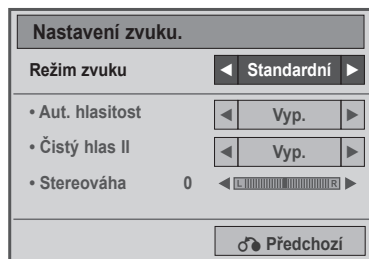 Nastavení zvuku.
Režim zvuku ◄ Standardní ►
• Aut. hlasitost ◄ Vyp. ►
• Čistý hlas II ◄ Vyp. ►
• Stereováha 0 ◄ L R ►
Předchozí